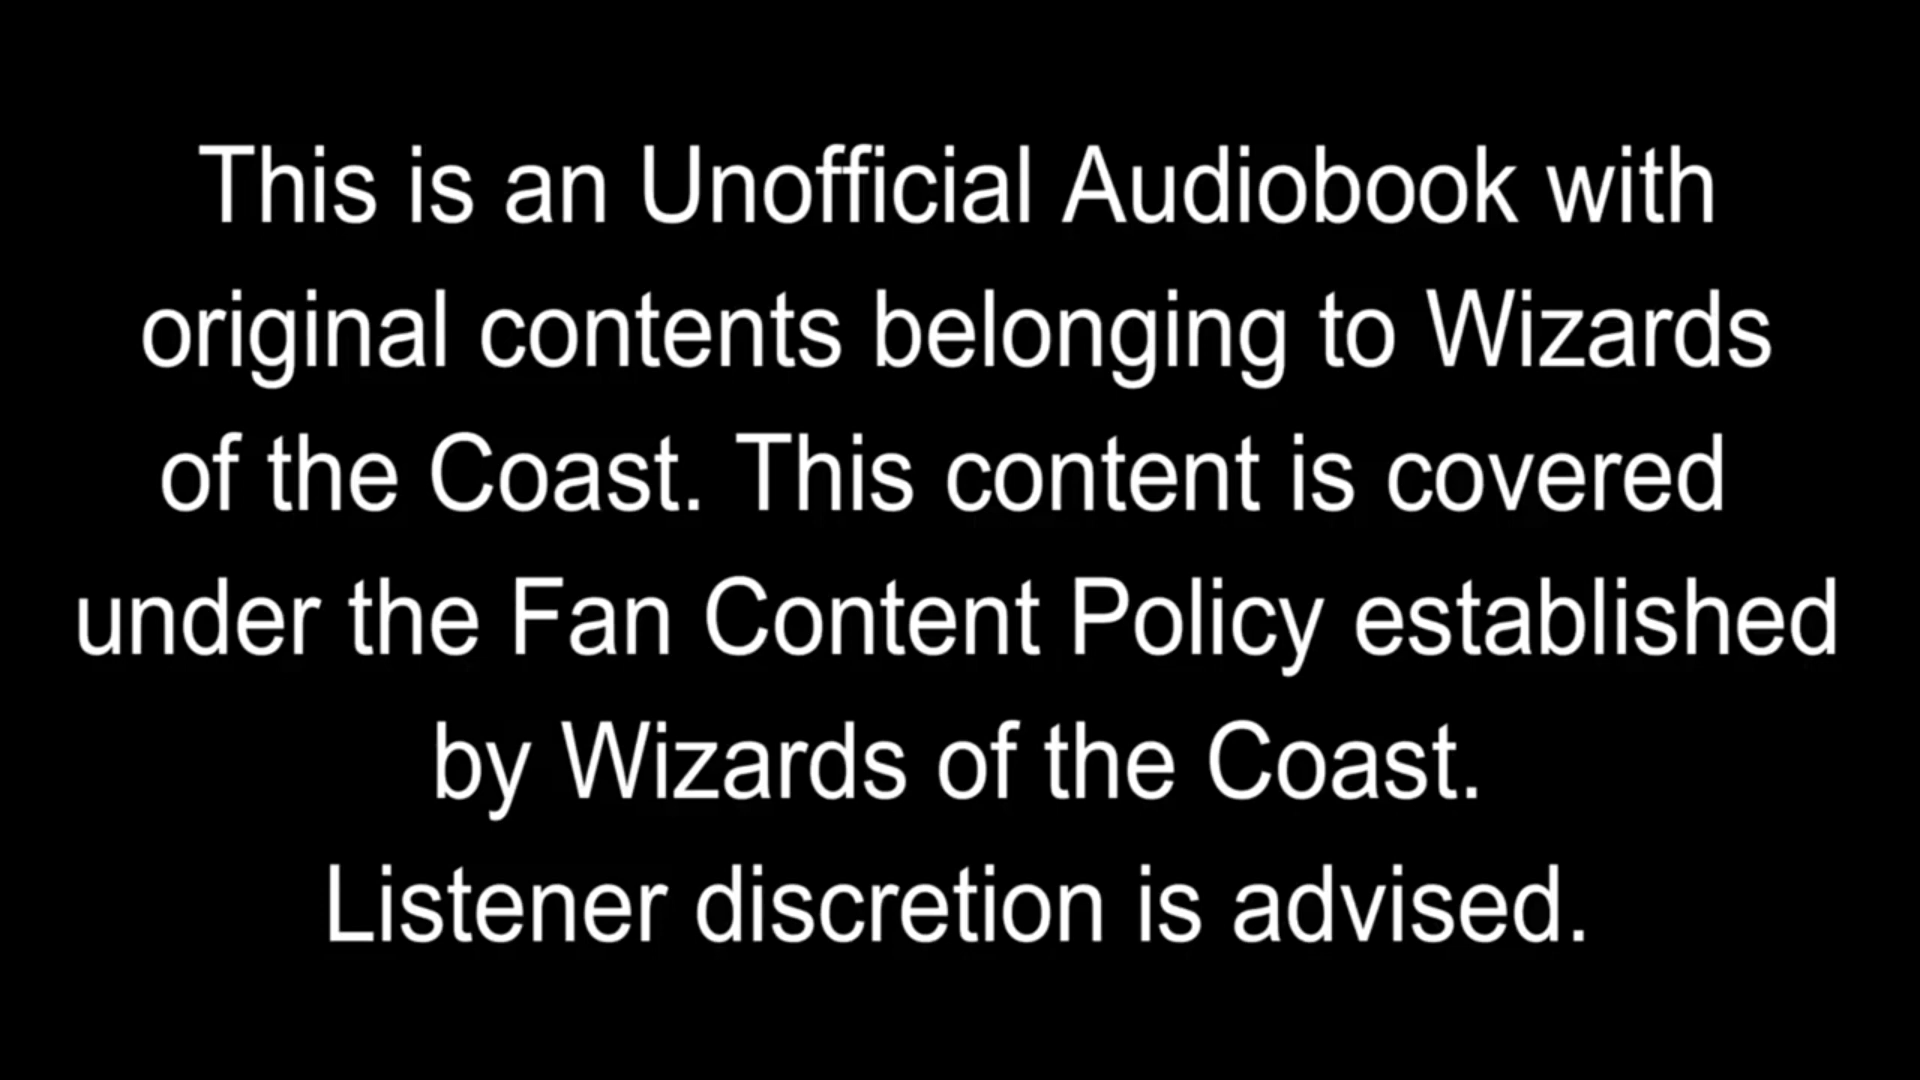 This is an Unofficial Audiobook with
original contents belonging to Wizards
of the Coast. This content is covered
under the Fan Content Policy established
by Wizards of the Coast.
Listener discretion is advised.